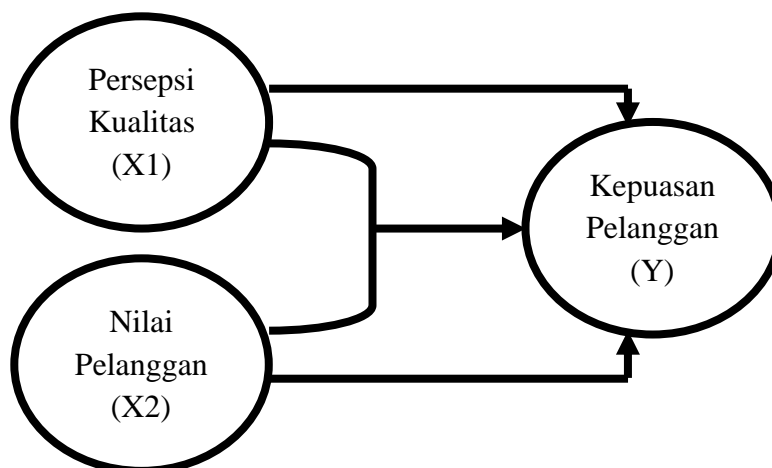 Persepsi
Kualitas
(X1)
Kepuasan
Pelanggan
(Y)
Nilai
Pelanggan
(X2)